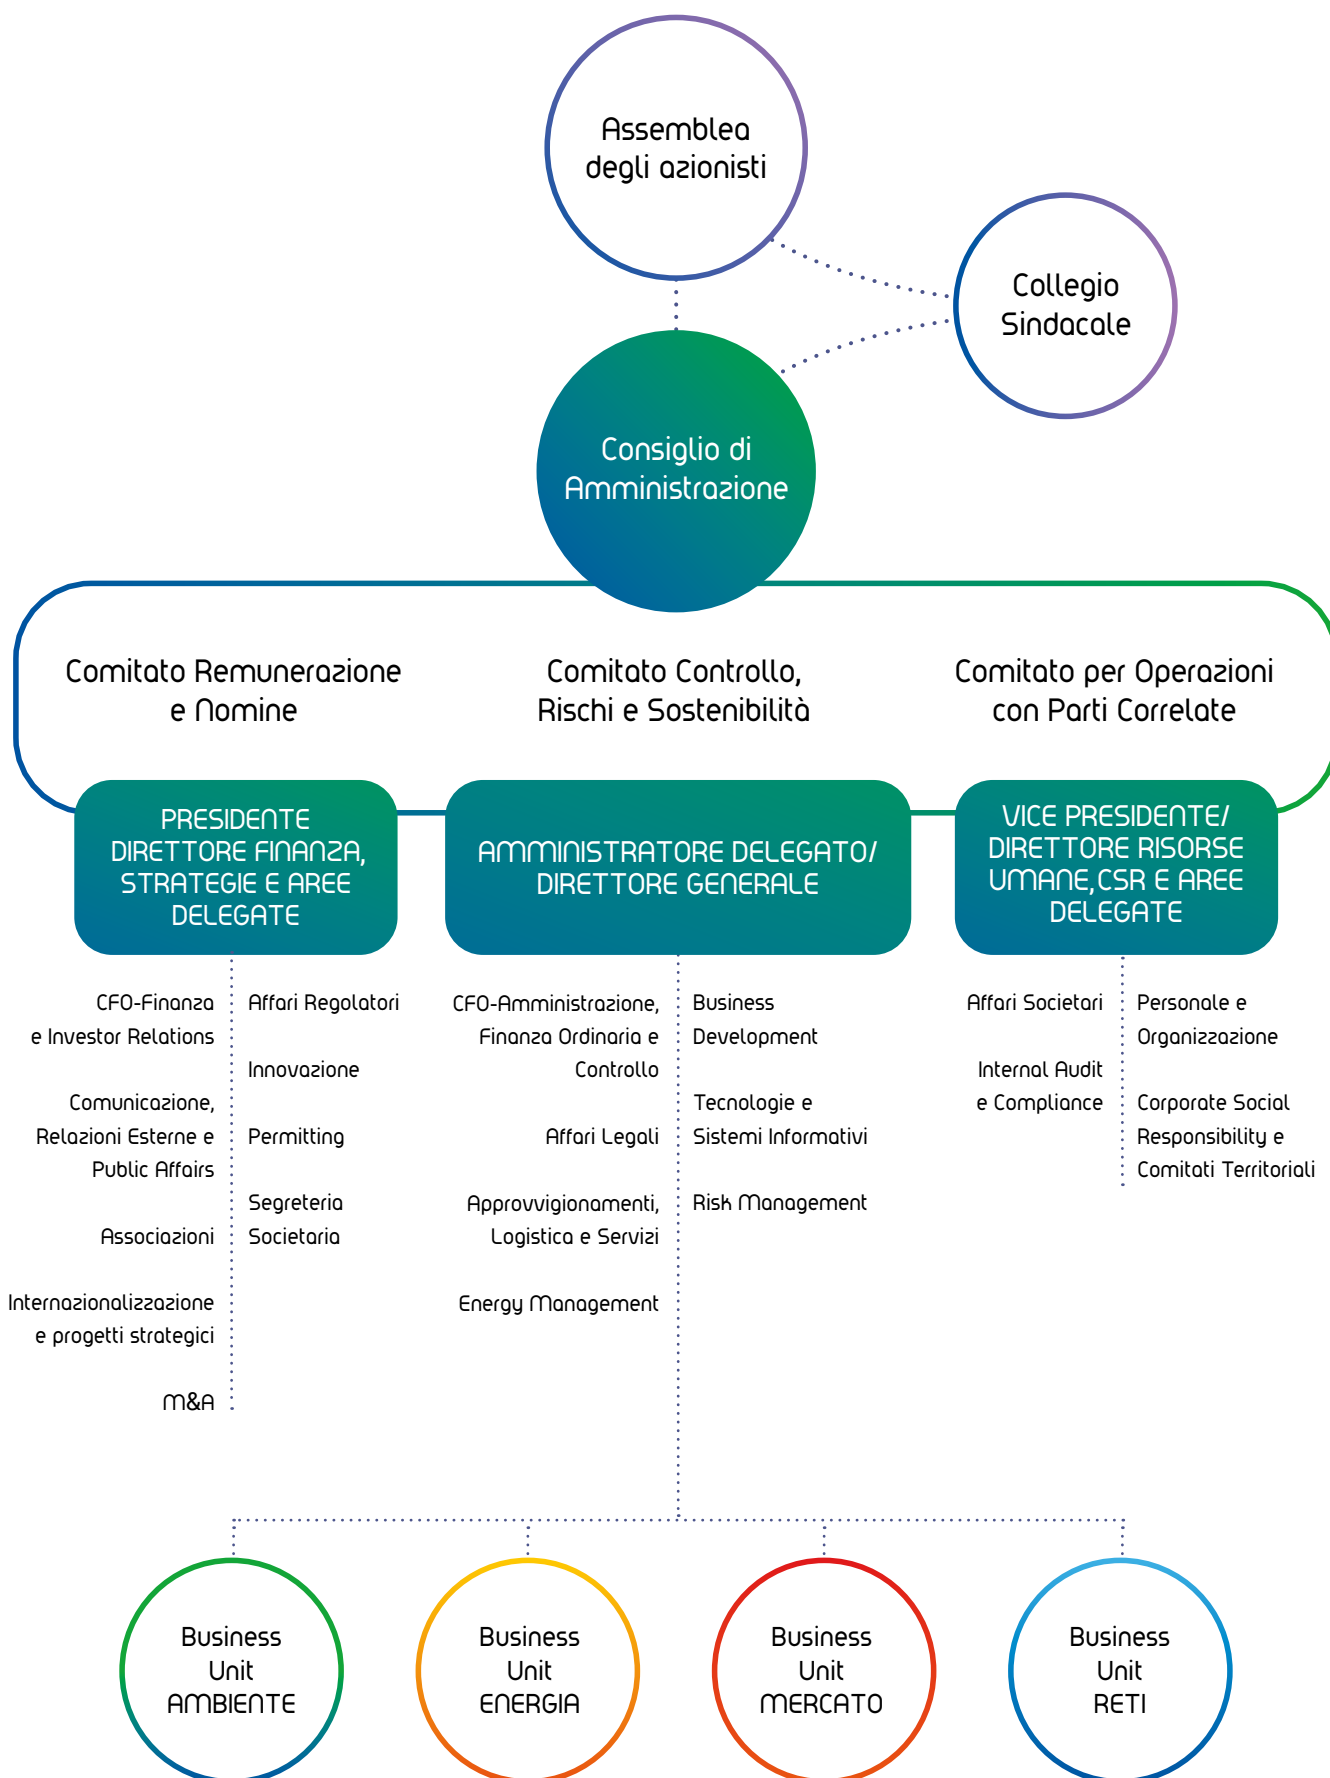 Assemblea
degli azionisti
Collegio
Sindacale
Consiglio di
Amministrazione
Comitato Remunerazione
e Nomine
Comitato Controllo,
Rischi e Sostenibilità
Comitato per Operazioni
con Parti Correlate
PRESIDENTE
DIRETTORE FINANZA,
STRATEGIE E AREE
DELEGATE
AMMINISTRATORE DELEGATO/
DIRETTORE GENERALE
VICE PRESIDENTE/
DIRETTORE RISORSE
UMANE, CSR E AREE
DELEGATE
CFO-Finanza
e Investor Relations
Comunicazione,
Relazioni Esterne e
Public Affairs
Associazioni
Internazionalizzazione
e progetti strategici
M&A
Affari Regolatori
Innovazione
Permitting
Segreteria
Societaria
CFO-Amministrazione,
Finanza Ordinaria e
Controllo
Affari Legali
Approvvigionamenti,
Logistica e Servizi
Energy Management
Business
Development
Tecnologie e
Sistemi Informativi
Risk Management
Affari Societari
Internal Audit
e Compliance
Personale e
Organizzazione
Corporate Social
Responsibility e
Comitati Territoriali
Business
Unit
AMBIENTE
Business
Unit
ENERGIA
Business
Unit
MERCATO
Business
Unit
RETI